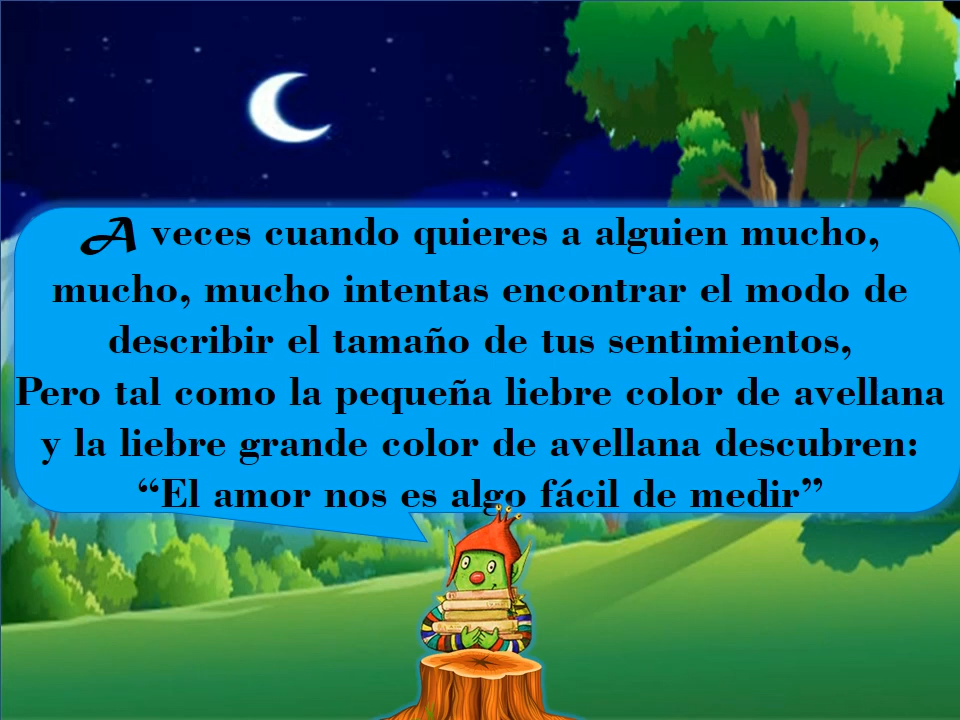 A veces cuando quieres a alguien mucho,
mucho, mucho intentas encontrar el modo de
describir el tamaño de tus sentimientos,
Pero tal como la pequeña liebre color de avellana
y la liebre grande color de avellana descubren:
“El amor nos es algo fácil de medir”